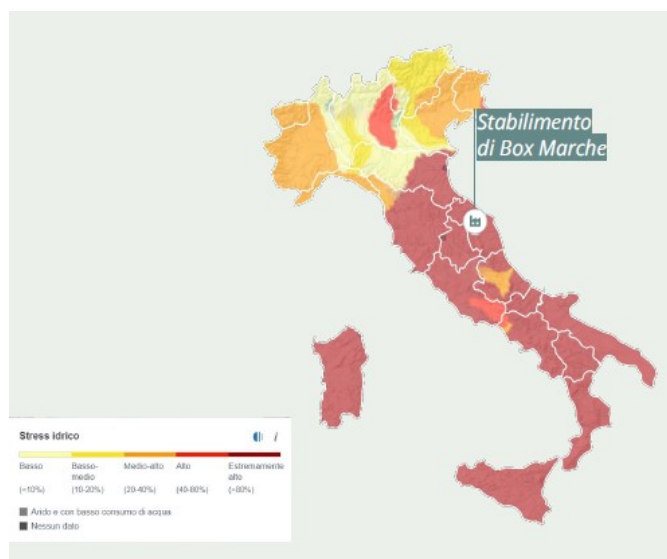 Stabilimento
di Box Marche
Stress idrico
Basso Basso-medio Medio-alto Alto Estremamente alto
(<10%) (10-20%) (20-40%) (40-80%) (>80%)
Arido e con basso consumo di acqua
Nessun dato